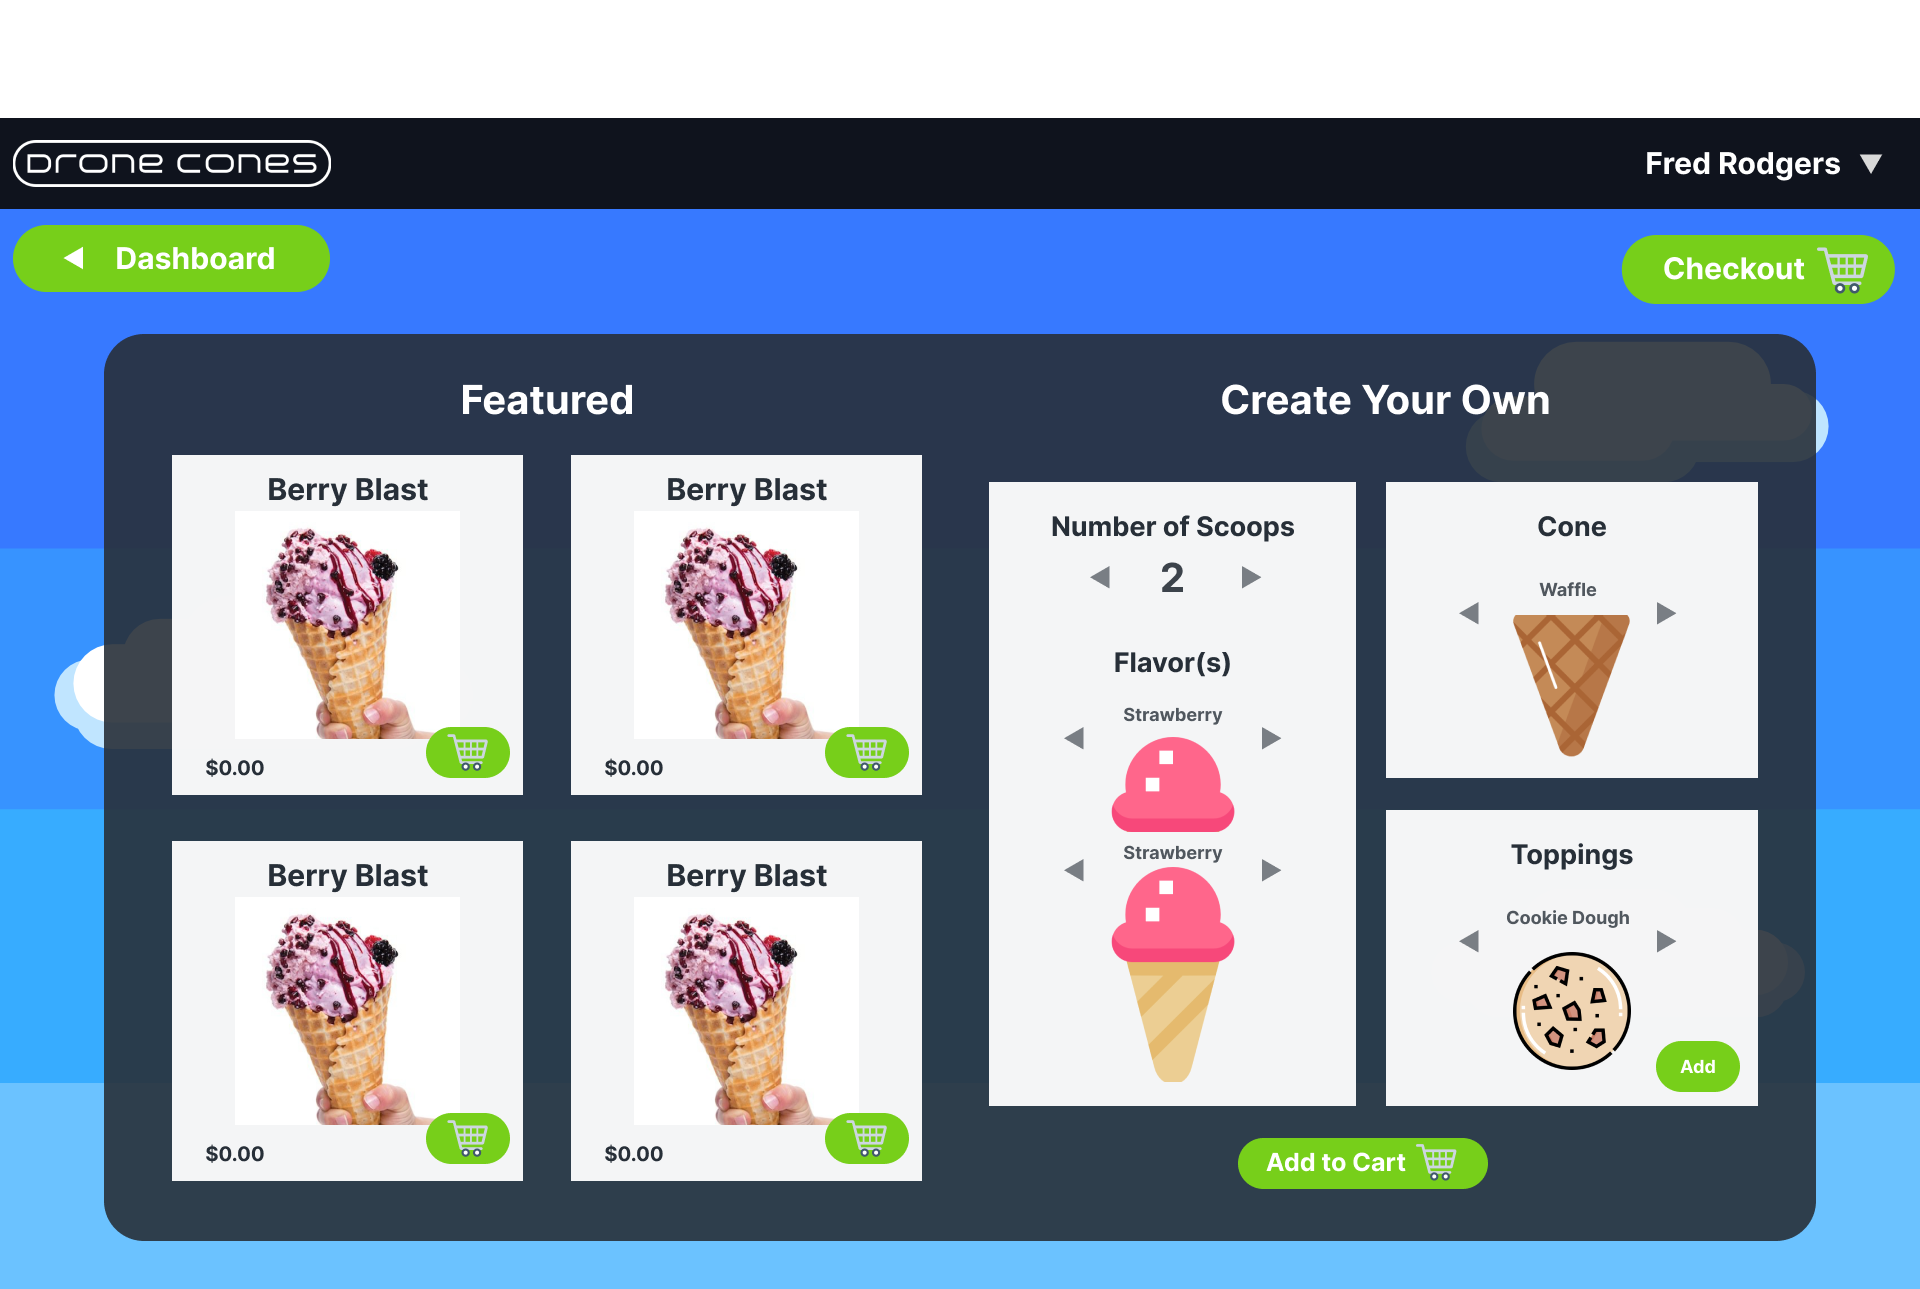 Drone Cones
Fred Rodgers
Dashboard
Checkout
Featured
Create Your Own
Berry Blast
$0.00
Berry Blast
$0.00
Berry Blast
$0.00
Berry Blast
$0.00
Number of Scoops
2
Flavor(s)
Strawberry
Strawberry
Cone
Waffle
Toppings
Cookie Dough
Add
Add to Cart